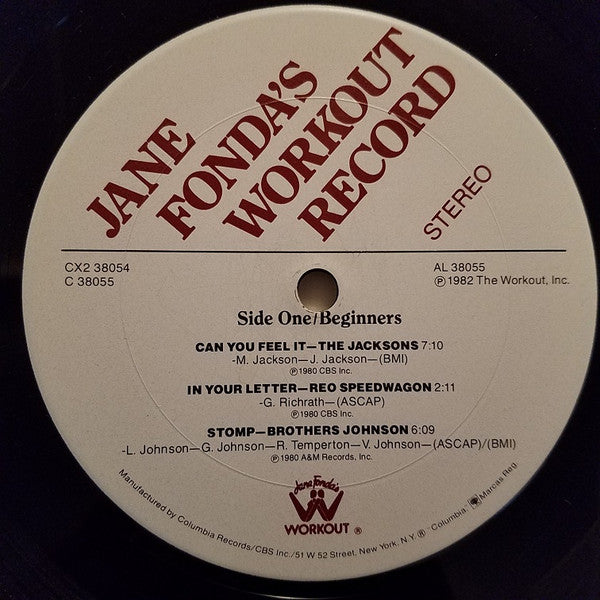 JANE
FONDA'S
WORKOUT
RECORD
STEREO
CX2 38054
C 38055
AL 38055
Ⓟ 1982 The Workout, Inc.
Side One/Beginners
CAN YOU FEEL IT—THE JACKSONS 7:10
-M. Jackson—J. Jackson—(BMI)
Ⓟ 1980 CBS Inc.
IN YOUR LETTER—REO SPEEDWAGON 2:11
-G. Richrath—(ASCAP)
Ⓟ 1980 CBS Inc.
STOMP—BROTHERS JOHNSON 6:09
-L. Johnson—G. Johnson—R. Temperton—V. Johnson—(ASCAP)/(BMI)
Ⓟ 1980 A&M Records, Inc.
Jane Fonda's
WORKOUT ®
Manufactured by Columbia Records/CBS Inc./51 W 52 Street, New York, N.Y. ® Columbia, Marcas Reg